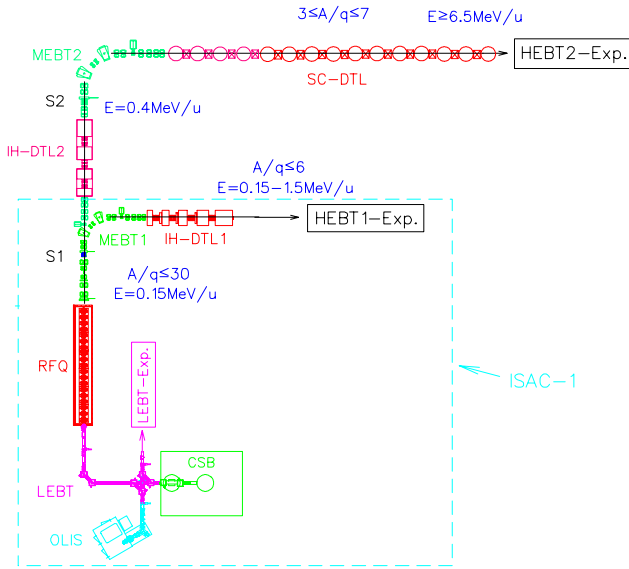 3≤A/q≤7
E≥6.5MeV/u
MEBT2
HEBT2-Exp.
SC-DTL
S2
E=0.4MeV/u
IH-DTL2
A/q≤6
E=0.15-1.5MeV/u
HEBT1-Exp.
MEBT1
IH-DTL1
S1
A/q≤30
E=0.15MeV/u
RFQ
LEBT-Exp.
ISAC-1
CSB
LEBT
OLIS